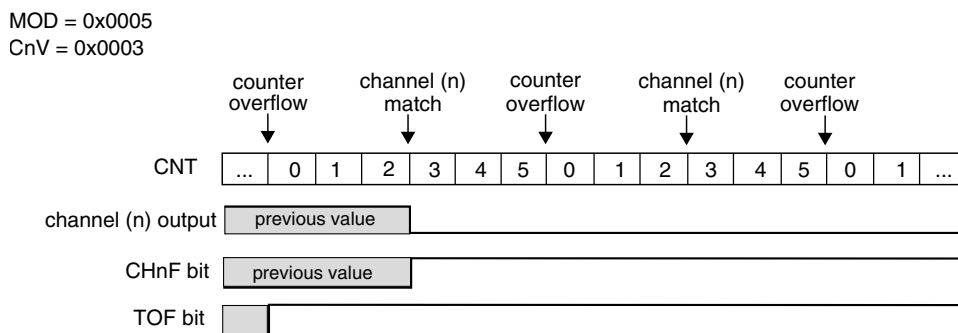 MOD = 0x0005
CnV = 0x0003
counter overflow
channel (n) match
counter overflow
channel (n) match
counter overflow
CNT ... 0 1 2 3 4 5 0 1 2 3 4 5 0 1 ...
channel (n) output previous value
CHnF bit previous value
TOF bit